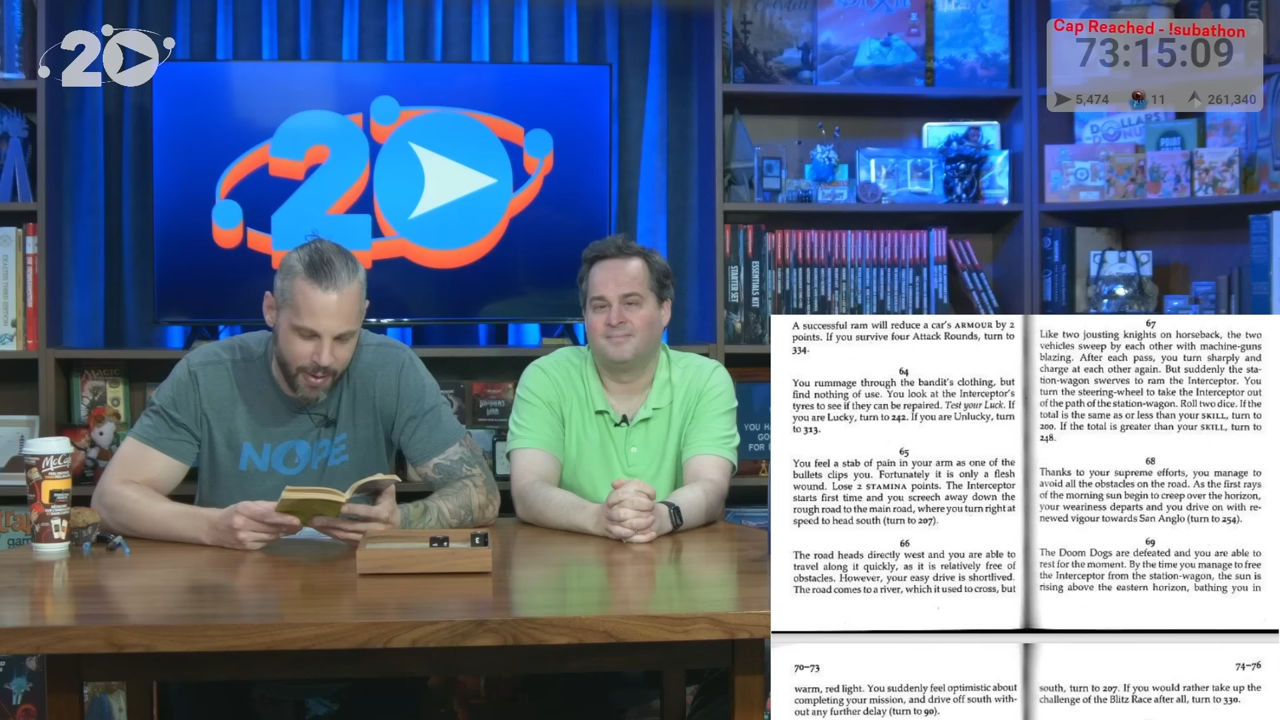 20
Cap Reached - !subathon
73:15:09
5,474
11
261,340
20
DOLLARS
STARTER SET
ESSENTIALS KIT
MAGIC
McCafé
NOPE
3
YOU H
GO
FOR
A successful ram will reduce a car's ARMOUR by 2
points. If you survive four Attack Rounds, turn to
334.
64
You rummage through the bandit's clothing, but
find nothing of use. You look at the Interceptor's
tyres to see if they can be repaired. Test your Luck. If
you are Lucky, turn to 242. If you are Unlucky, turn
to 313.
65
You feel a stab of pain in your arm as one of the
bullets clips you. Fortunately it is only a flesh
wound. Lose 2 STAMINA points. The Interceptor
starts first time and you screech away down the
rough road to the main road, where you turn right at
speed to head south (turn to 207).
66
The road heads directly west and you are able to
travel along it quickly, as it is relatively free of
obstacles. However, your easy drive is shortlived.
The road comes to a river, which it used to cross, but
67
Like two jousting knights on horseback, the two
vehicles sweep by each other with machine-guns
blazing. After each pass, you turn sharply and
charge at each other again. But suddenly the sta-
tion-wagon swerves to ram the Interceptor. You
turn the steering-wheel to take the Interceptor out
of the path of the station-wagon. Roll two dice. If the
total is the same as or less than your SKILL, turn to
200. If the total is greater than your SKILL, turn to
248.
68
Thanks to your supreme efforts, you manage to
avoid all the obstacles on the road. As the first rays
of the morning sun begin to creep over the horizon,
your weariness departs and you drive on with re-
newed vigour towards San Anglo (turn to 254).
69
The Doom Dogs are defeated and you are able to
rest for the moment. By the time you manage to free
the Interceptor from the station-wagon, the sun is
rising above the eastern horizon, bathing you in
70-73
warm, red light. You suddenly feel optimistic about
completing your mission, and drive off south with-
out any further delay (turn to 90).
74-76
south, turn to 207. If you would rather take up the
challenge of the Blitz Race after all, turn to 330.